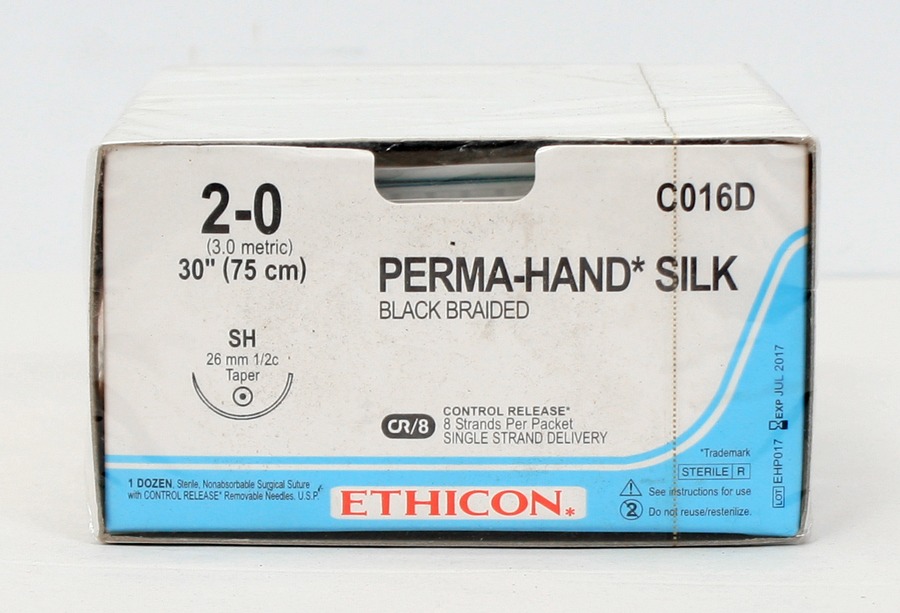 2-0
(3.0 metric)
30" (75 cm)
C016D
PERMA-HAND* SILK
BLACK BRAIDED
SH
26 mm 1/2c
Taper
CR/8
CONTROL RELEASE*
8 Strands Per Packet
SINGLE STRAND DELIVERY
1 DOZEN, Sterile, Nonabsorbable Surgical Suture
with CONTROL RELEASE* Removable Needles, U.S.P.
ETHICON*
*Trademark
STERILE R
See instructions for use
2
Do not reuse/resterilize.
LOT EHP017 EXP JUL 2017